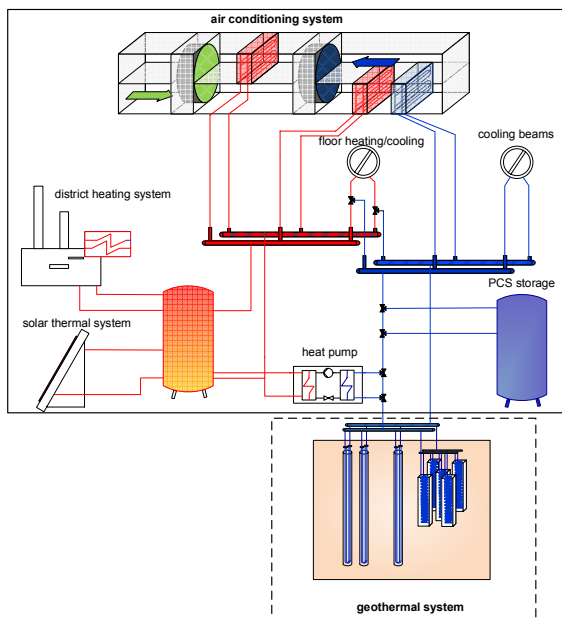 air conditioning system
floor heating/cooling
cooling beams
district heating system
PCS storage
solar thermal system
heat pump
geothermal system